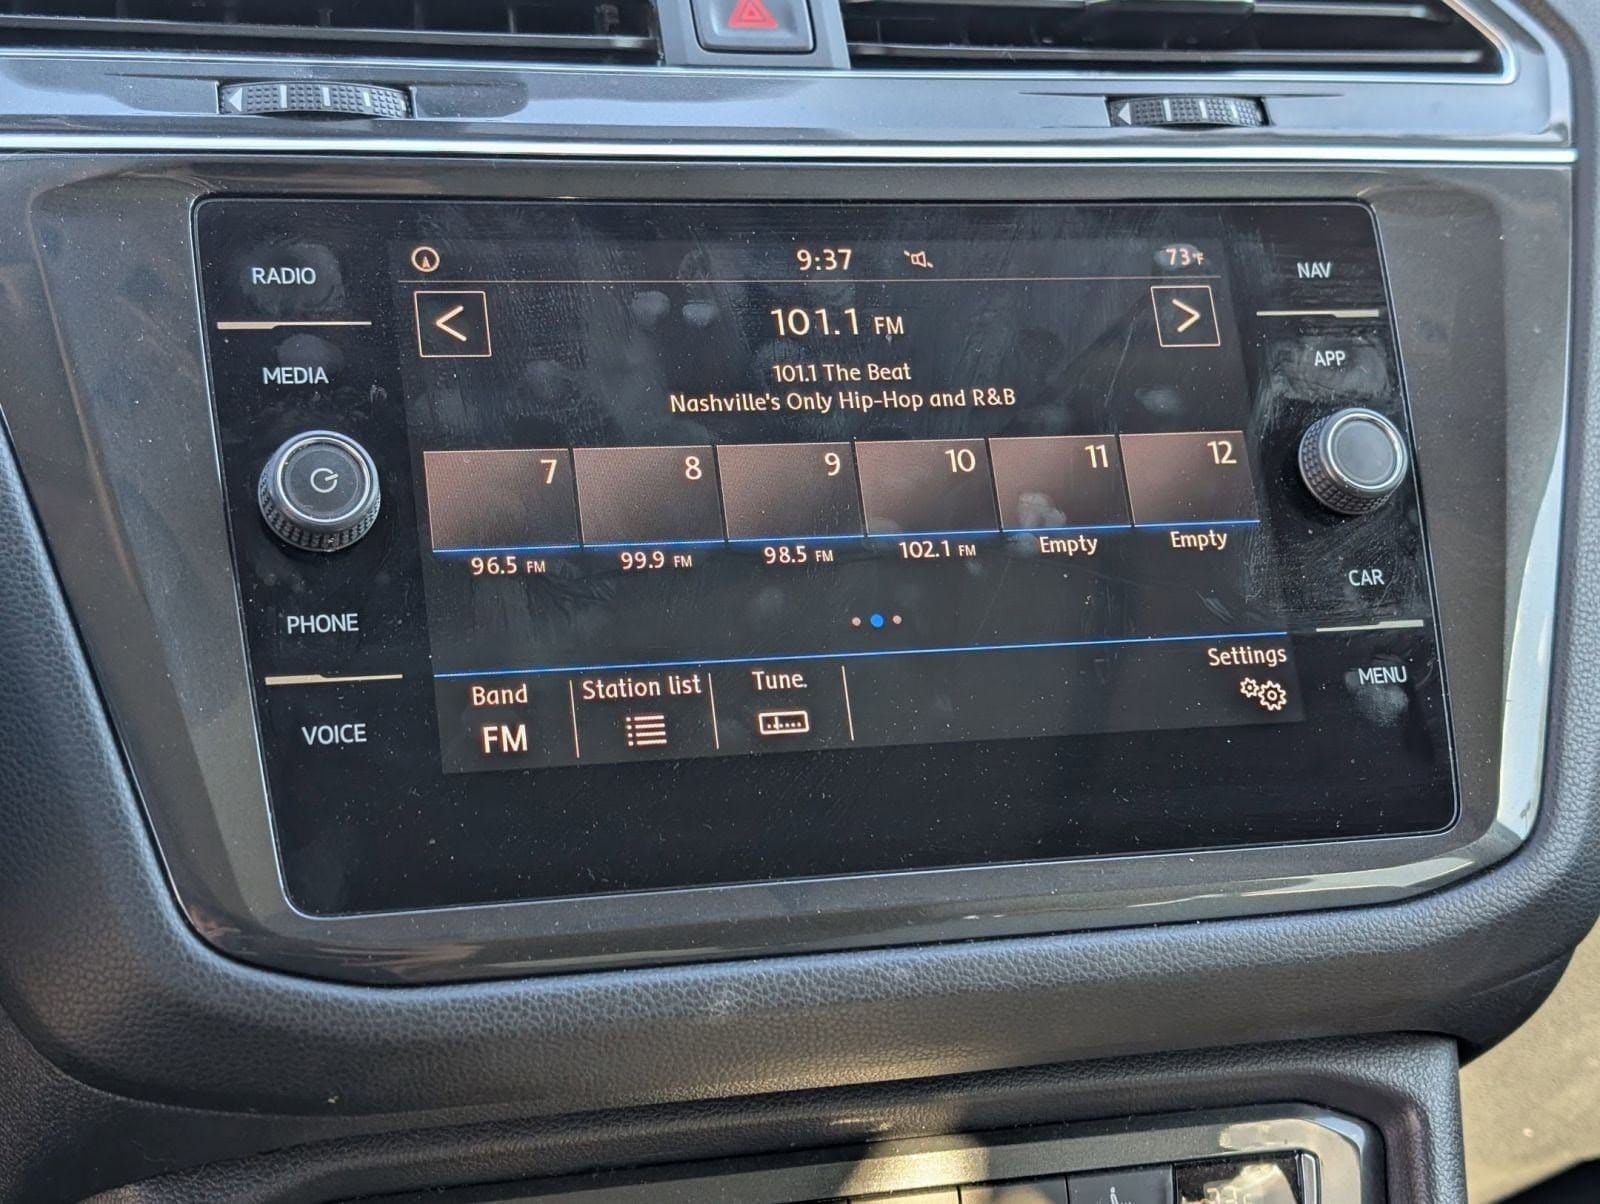 RADIO
MEDIA
PHONE
VOICE
9:37
73°F
101.1 FM
101.1 The Beat
Nashville's Only Hip-Hop and R&B
7
8
9
10
11
12
96.5 FM
99.9 FM
98.5 FM
102.1 FM
Empty
Empty
Band
FM
Station list
Tune
Settings
NAV
APP
CAR
MENU